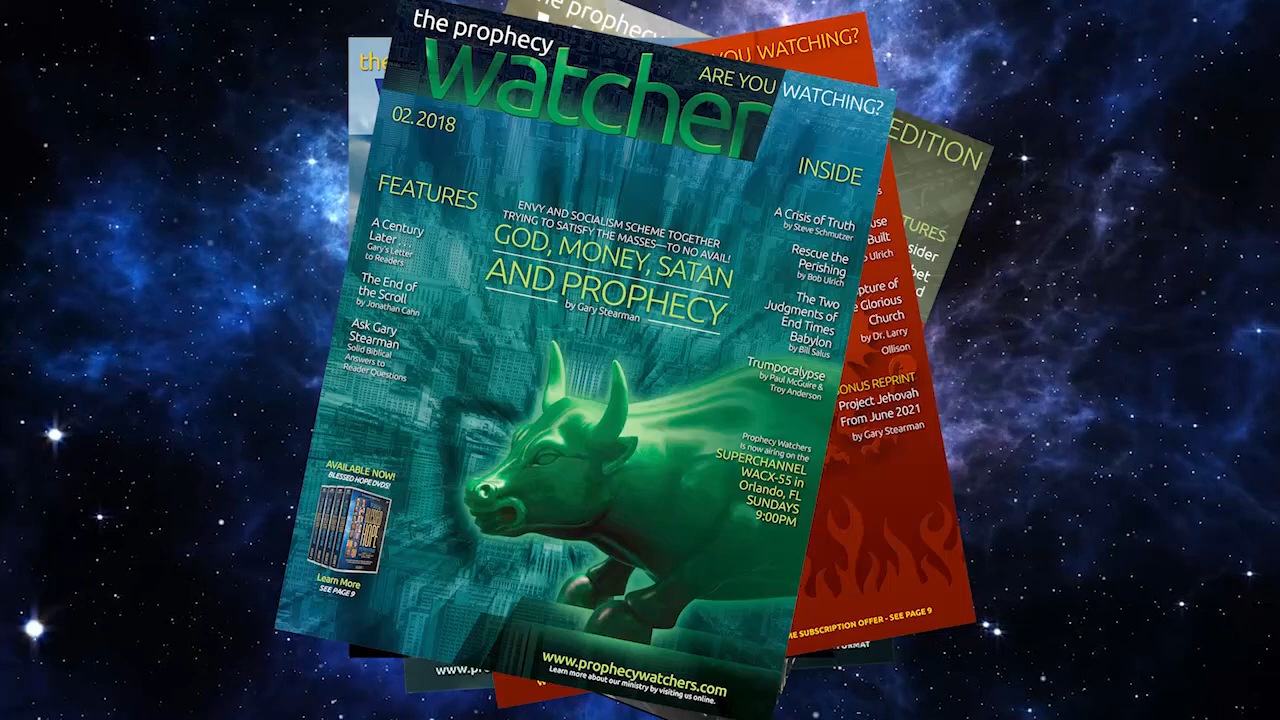 the prophecy
watcher
ARE YOU WATCHING?
02.2018
FEATURES
A Century
Later . . .
Gary's Letter
to Readers
The End of
the Scroll
by Jonathan Cahn
Ask Gary
Stearman
Solid Biblical
Answers to
Reader Questions
AVAILABLE NOW!
BLESSED HOPE DVDS!
Learn More
SEE PAGE 9
ENVY AND SOCIALISM SCHEME TOGETHER
TRYING TO SATISFY THE MASSES—TO NO AVAIL!
GOD, MONEY, SATAN
AND PROPHECY
by Gary Stearman
INSIDE
A Crisis of Truth
by Steve Schmutzer
Rescue the
Perishing
by Bob Ulrich
The Two
Judgments of
End Times
Babylon
by Bill Salus
Trumpocalypse
by Paul McGuire &
Troy Anderson
Prophecy Watchers
Is now airing on the
SUPERCHANNEL
WACX-55 in
Orlando, FL
SUNDAYS
9:00PM
www.prophecywatchers.com
Learn more about our ministry by visiting us online.
the prophecy
the
YOU WATCHING?
Built
Ulrich
Glorious
Church
by Dr. Larry
Ollison
BONUS REPRINT
Project Jehovah
From June 2021
by Gary Stearman
SUBSCRIPTION OFFER - SEE PAGE 9
EDITION
www.pro